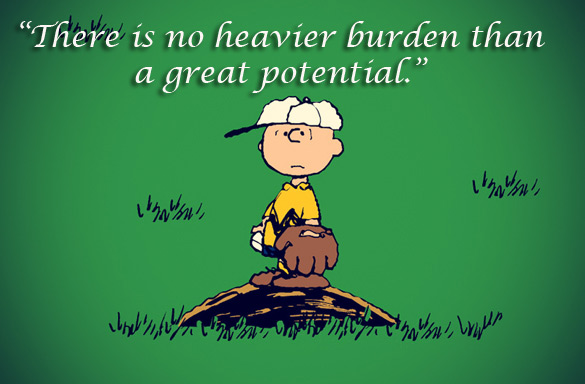 “There is no heavier burden than
a great potential.”